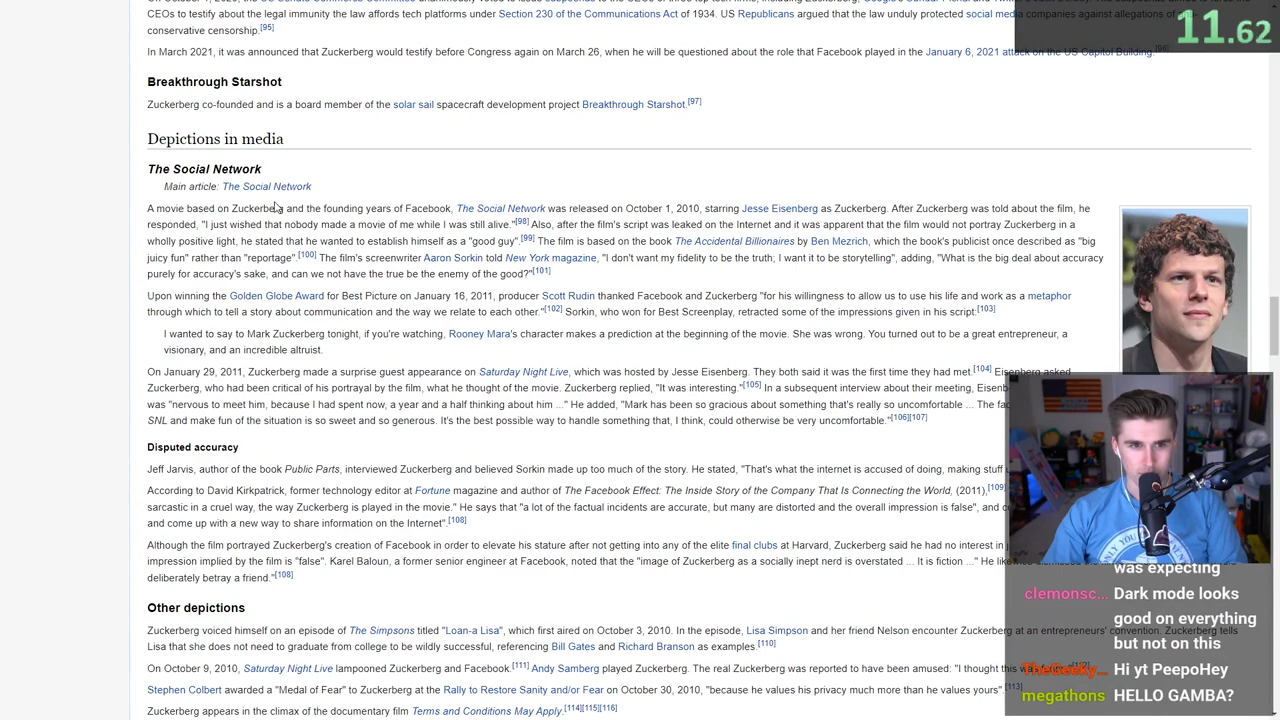 CEOs to testify about the legal immunity the law affords tech platforms under Section 230 of the Communications Act of 1934. US Republicans argued that the law unduly protected social media companies against allegations of
conservative censorship.[95]
11.62
In March 2021, it was announced that Zuckerberg would testify before Congress again on March 26, when he will be questioned about the role that Facebook played in the January 6, 2021 attack on the US Capitol Building.[96]
Breakthrough Starshot
Zuckerberg co-founded and is a board member of the solar sail spacecraft development project Breakthrough Starshot.[97]
Depictions in media
The Social Network
Main article: The Social Network
A movie based on Zuckerberg and the founding years of Facebook, The Social Network was released on October 1, 2010, starring Jesse Eisenberg as Zuckerberg. After Zuckerberg was told about the film, he
responded, "I just wished that nobody made a movie of me while I was still alive."[98] Also, after the film's script was leaked on the Internet and it was apparent that the film would not portray Zuckerberg in a
wholly positive light, he stated that he wanted to establish himself as a "good guy".[99] The film is based on the book The Accidental Billionaires by Ben Mezrich, which the book's publicist once described as "big
juicy fun" rather than "reportage".[100] The film's screenwriter Aaron Sorkin told New York magazine, "I don't want my fidelity to be the truth; I want it to be storytelling", adding, "What is the big deal about accuracy
purely for accuracy's sake, and can we not have the true be the enemy of the good?"[101]
Upon winning the Golden Globe Award for Best Picture on January 16, 2011, producer Scott Rudin thanked Facebook and Zuckerberg "for his willingness to allow us to use his life and work as a metaphor
through which to tell a story about communication and the way we relate to each other."[102] Sorkin, who won for Best Screenplay, retracted some of the impressions given in his script:[103]
I want to say to Mark Zuckerberg tonight, if you're watching, Rooney Mara's character makes a prediction at the beginning of the movie. She was wrong. You turned out to be a great entrepreneur, a
visionary, and an incredible altruist.
On January 29, 2011, Zuckerberg made a surprise guest appearance on Saturday Night Live, which was hosted by Jesse Eisenberg. They both said it was the first time they had met.[104] Eisenberg asked
Zuckerberg, who had been critical of his portrayal by the film, what he thought of the movie. Zuckerberg replied, "It was interesting."[105] In a subsequent interview about their meeting, Eisenb
was "nervous to meet him, because I had spent now, a year and a half thinking about him ..." He added, "Mark has been so gracious about something that's really so uncomfortable ... The fac
SNL and make fun of the situation is so sweet and so generous. It's the best possible way to handle something that, I think, could otherwise be very uncomfortable."[106][107]
Disputed accuracy
Jeff Jarvis, author of the book Public Parts, interviewed Zuckerberg and believed Sorkin made up too much of the story. He stated, "That's what the internet is accused of doing, making stuff
According to David Kirkpatrick, former technology editor at Fortune magazine and author of The Facebook Effect: The Inside Story of the Company That Is Connecting the World, (2011),[109]
sarcastic in a cruel way, the way Zuckerberg is played in the movie." He says that "a lot of the factual incidents are accurate, but many are distorted and the overall impression is false", and
and come up with a new way to share information on the Internet".[108]
Although the film portrayed Zuckerberg's creation of Facebook in order to elevate his stature after not getting into any of the elite final clubs at Harvard, Zuckerberg said he had no interest in
impression implied by the film is "false". Karel Baloun, a former senior engineer at Facebook, noted that the "image of Zuckerberg as a socially inept nerd is overstated ... It is fiction ..." He
deliberately betray a friend."[108]
Other depictions
Zuckerberg voiced himself on an episode of The Simpsons titled "Loan-a Lisa", which first aired on October 3, 2010. In the episode, Lisa Simpson and her friend Nelson encounter Zuckerberg at an entrepreneurs' convention. Zuckerberg tells
Lisa that she does not need to graduate from college to be wildly successful, referencing Bill Gates and Richard Branson as examples.[110]
On October 9, 2010, Saturday Night Live lampooned Zuckerberg and Facebook.[111] Andy Samberg played Zuckerberg. The real Zuckerberg was reported to have been amused: "I thought this
Stephen Colbert awarded a "Medal of Fear" to Zuckerberg at the Rally to Restore Sanity and/or Fear on October 30, 2010, "because he values his privacy much more than he values yours".[113]
Zuckerberg appears in the climax of the documentary film Terms and Conditions May Apply.[114][115][116]
was expecting
clemonsc... Dark mode looks
good on everything
but not on this
TheGeeky... Hi yt PeepoHey
megathons HELLO GAMBA?